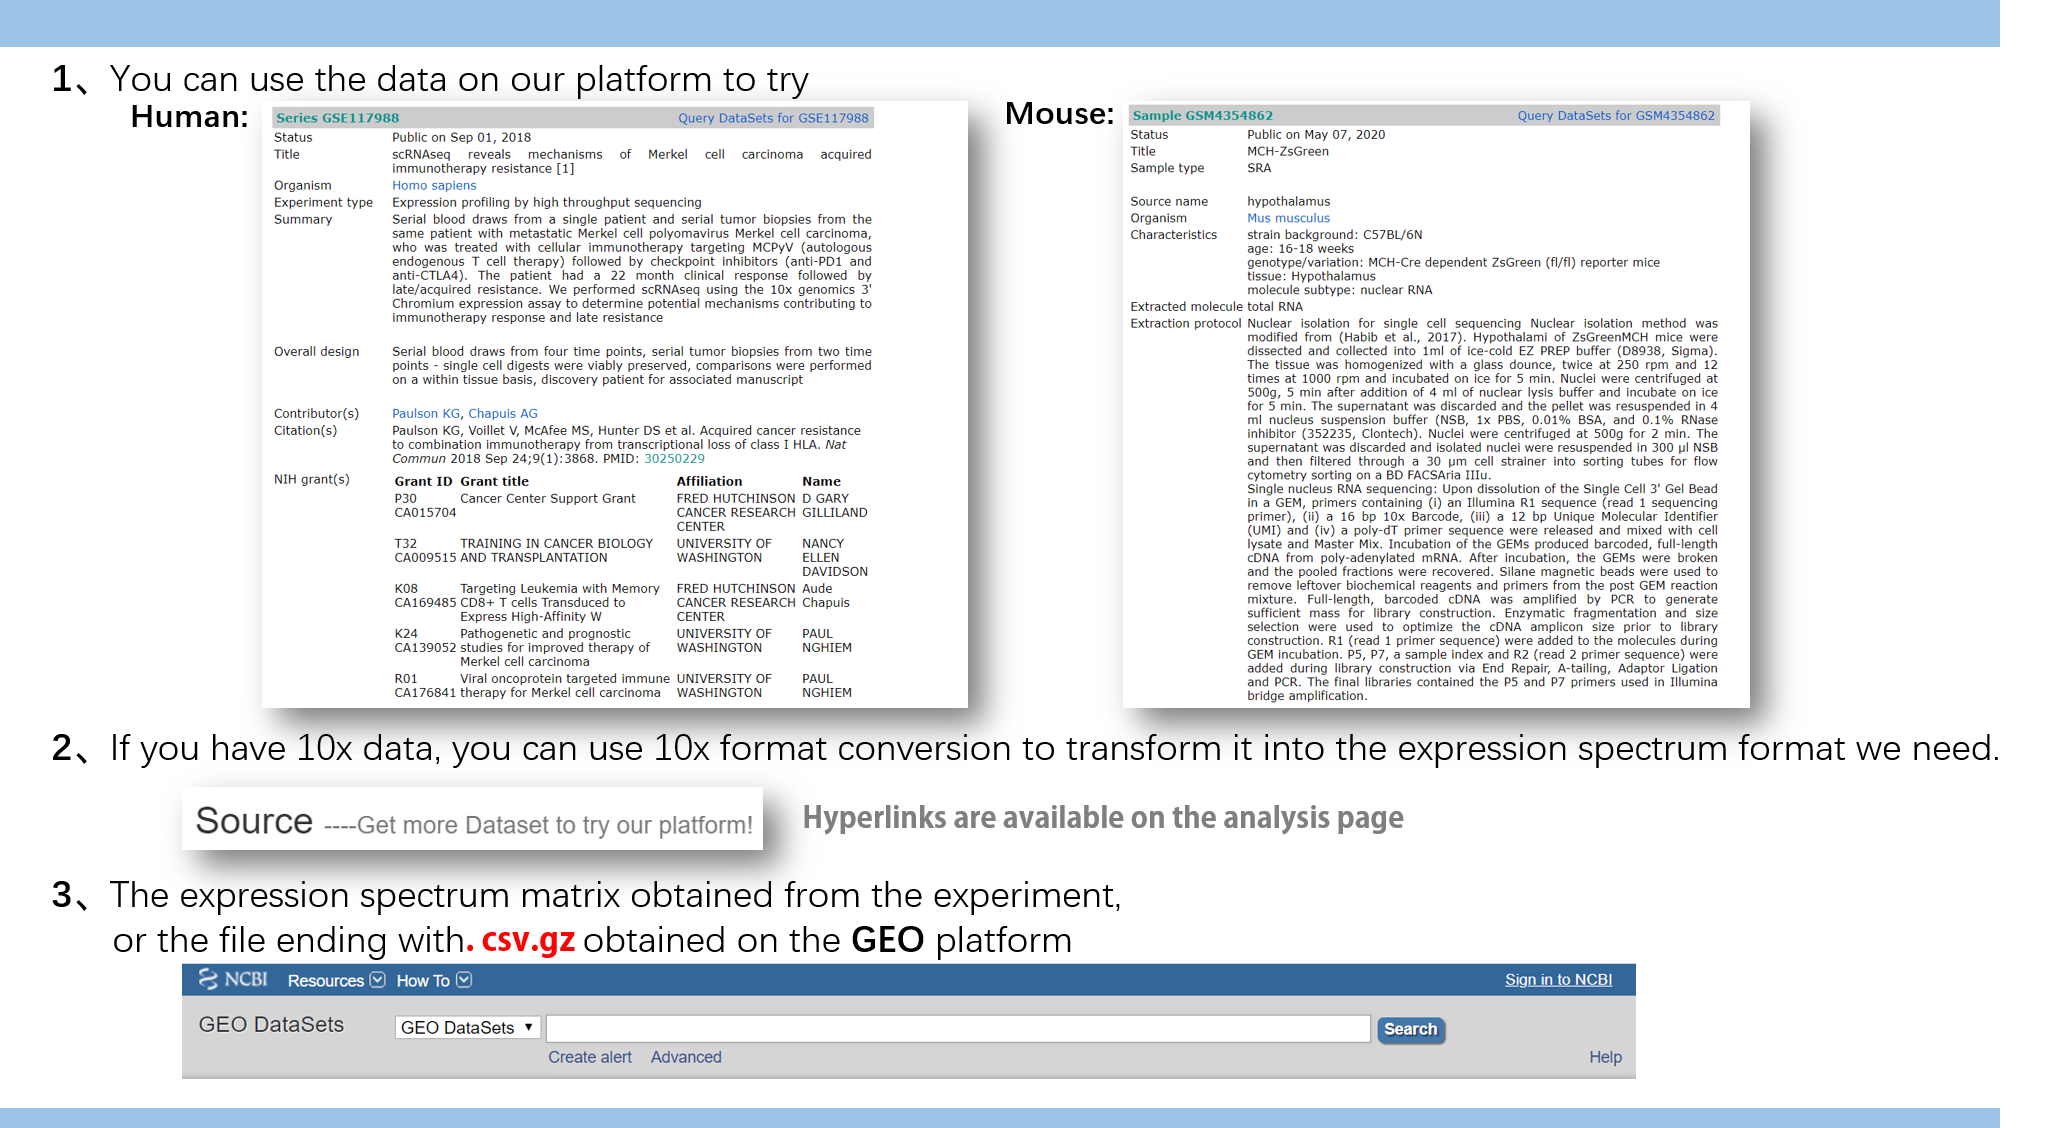 1、You can use the data on our platform to try
Human:
Series GSE117988 Query DataSets for GSE117988
Status Public on Sep 01, 2018
Title scRNAseq reveals mechanisms of Merkel cell carcinoma acquired
immunotherapy resistance [1]
Organism Homo sapiens
Experiment type Expression profiling by high throughput sequencing
Summary Serial blood draws from a single patient and serial tumor biopsies from the
same patient with metastatic Merkel cell polyomavirus Merkel cell carcinoma,
who was treated with cellular immunotherapy targeting MCPyV (autologous
endogenous T cell therapy) followed by checkpoint inhibitors (anti-PD1 and
anti-CTLA4). The patient had a 22 month clinical response followed by
late/acquired resistance. We performed scRNAseq using the 10x genomics 3'
Chromium expression assay to determine potential mechanisms contributing to
immunotherapy response and late resistance
Overall design Serial blood draws from four time points, serial tumor biopsies from two time
points - single cell digests were viably preserved, comparisons were performed
on a within tissue basis, discovery patient for associated manuscript
Contributor(s) Paulson KG, Chapuis AG
Citation(s) Paulson KG, Voillet V, McAfee MS, Hunter DS et al. Acquired cancer resistance
to combination immunotherapy from transcriptional loss of class I HLA. Nat
Commun 2018 Sep 24;9(1):3868. PMID: 30250229
NIH grant(s) Grant ID Grant title Affiliation Name
P30 Cancer Center Support Grant FRED HUTCHINSON D GARY
CA015704 CANCER RESEARCH GILLILAND
CENTER
T32 TRAINING IN CANCER BIOLOGY UNIVERSITY OF NANCY
CA009515 AND TRANSPLANTATION WASHINGTON ELLEN
DAVIDSON
K08 Targeting Leukemia with Memory FRED HUTCHINSON Aude
CA169485 CD8+ T cells Transduced to CANCER RESEARCH Chapuis
Express High-Affinity W CENTER
K24 Pathogenetic and prognostic UNIVERSITY OF PAUL
CA139052 studies for improved therapy of WASHINGTON NGHIEM
Merkel cell carcinoma
R01 Viral oncoprotein targeted immune UNIVERSITY OF PAUL
CA176841 therapy for Merkel cell carcinoma WASHINGTON NGHIEM
Mouse:
Sample GSM4354862 Query DataSets for GSM4354862
Status Public on May 07, 2020
Title MCH-ZsGreen
Sample type SRA
Source name hypothalamus
Organism Mus musculus
Characteristics strain background: C57BL/6N
age: 16-18 weeks
genotype/variation: MCH-Cre dependent ZsGreen (fl/fl) reporter mice
tissue: Hypothalamus
molecule subtype: nuclear RNA
Extracted molecule total RNA
Extraction protocol Nuclear isolation for single cell sequencing Nuclear isolation method was
modified from (Habib et al., 2017). Hypothalami of ZsGreenMCH mice were
dissected and collected into 1ml of ice-cold EZ PREP buffer (D8938, Sigma).
The tissue was homogenized with a glass dounce, twice at 250 rpm and 12
times at 1000 rpm and incubated on ice for 5 min. Nuclei were centrifuged at
500g, 5 min after addition of 4 ml of nuclear lysis buffer and incubate on ice
for 5 min. The supernatant was discarded and the pellet was resuspended in 4
ml nucleus suspension buffer (NSB, 1x PBS, 0.01% BSA, and 0.1% RNase
inhibitor (352235, Clontech). Nuclei were centrifuged at 500g for 2 min. The
supernatant was discarded and isolated nuclei were resuspended in 300 µl NSB
and then filtered through a 30 µm cell strainer into sorting tubes for flow
cytometry sorting on a BD FACSAria IIIu.
Single nucleus RNA sequencing: Upon dissolution of the Single Cell 3' Gel Bead
in a GEM, primers containing (i) an Illumina R1 sequence (read 1 sequencing
primer), (ii) a 16 bp 10x Barcode, (iii) a 12 bp Unique Molecular Identifier
(UMI) and (iv) a poly-dT primer sequence were released and mixed with cell
lysate and Master Mix. Incubation of the GEMs produced barcoded, full-length
cDNA from poly-adenylated mRNA. After incubation, the GEMs were broken
and the pooled fractions were recovered. Silane magnetic beads were used to
remove leftover biochemical reagents and primers from the post GEM reaction
mixture. Full-length, barcoded cDNA was amplified by PCR to generate
sufficient mass for library construction. Enzymatic fragmentation and size
selection were used to optimize the cDNA amplicon size prior to library
construction. R1 (read 1 primer sequence) were added to the molecules during
GEM incubation. P5, P7, a sample index and R2 (read 2 primer sequence) were
added during library construction via End Repair, A-tailing, Adaptor Ligation
and PCR. The final libraries contained the P5 and P7 primers used in Illumina
bridge amplification.
2、If you have 10x data, you can use 10x format conversion to transform it into the expression spectrum format we need.
Source ----Get more Dataset to try our platform!
Hyperlinks are available on the analysis page
3、The expression spectrum matrix obtained from the experiment,
or the file ending with. csv.gz obtained on the GEO platform
NCBI Resources How To Sign in to NCBI
GEO DataSets GEO DataSets Search
Create alert Advanced Help